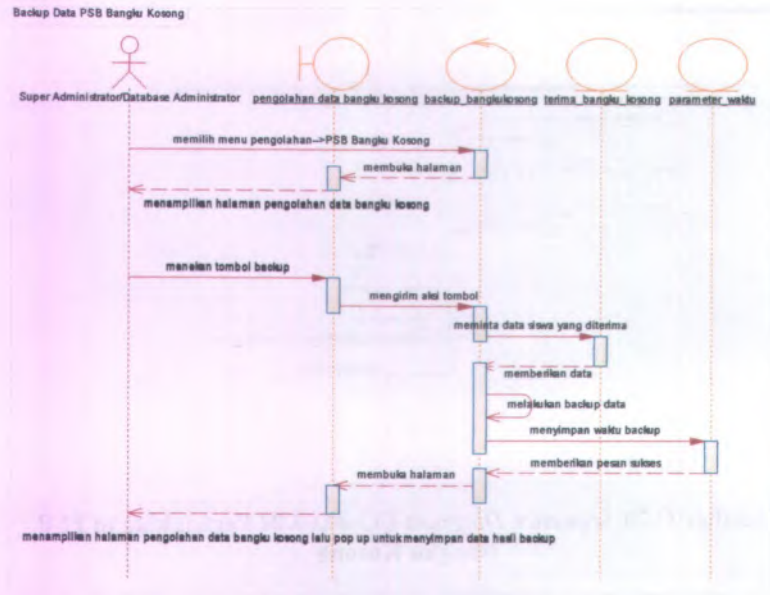 Backup Data PSB Bangku Kosong
Super Administrator/Database Administrator
pengolahan data bangku kosong
backup_bangkukosong
terima_bangku_kosong
parameter_waktu
memilih menu pengolahan-->PSB Bangku Kosong
membuka halaman
menampilkan halaman pengolahan data bangku kosong
menekan tombol backup
mengirim aksi tombol
meminta data siswa yang diterima
memberikan data
melakukan backup data
menyimpan waktu backup
memberikan pesan sukses
membuka halaman
menampilkan halaman pengolahan data bangku kosong lalu pop up untuk menyimpan data hasil backup